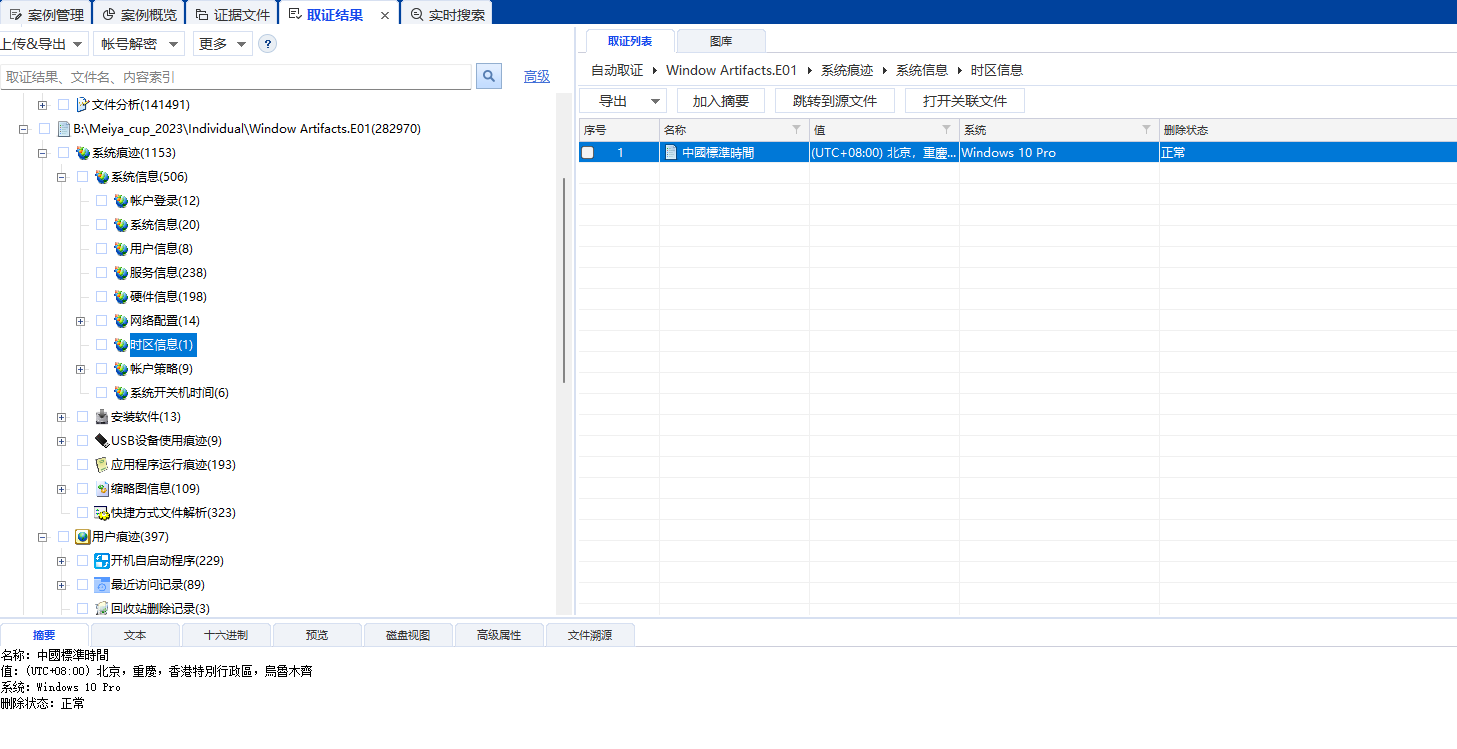 案例管理 案例概览 证据文件 取证结果 × 实时搜索
上传&导出 帐号解密 更多 ?
取证结果、文件名、内容索引 高级
文件分析(141491)
B:\Meiya_cup_2023\Individual\Window Artifacts.E01(282970)
系统痕迹(1153)
系统信息(506)
帐户登录(12)
系统信息(20)
用户信息(8)
服务信息(238)
硬件信息(198)
网络配置(14)
时区信息(1)
帐户策略(9)
系统开关机时间(6)
安装软件(13)
USB设备使用痕迹(9)
应用程序运行痕迹(193)
缩略图信息(109)
快捷方式文件解析(323)
用户痕迹(397)
开机自启动程序(229)
最近访问记录(89)
回收站删除记录(3)
取证列表 图库
自动取证 Window Artifacts.E01 系统痕迹 系统信息 时区信息
导出 加入摘要 跳转到源文件 打开关联文件
序号 名称 值 系统 删除状态
1 中國標準時間 (UTC+08:00) 北京，重慶... Windows 10 Pro 正常
摘要 文本 十六进制 预览 磁盘视图 高级属性 文件溯源
名称：中國標準時間
值：(UTC+08:00) 北京，重慶，香港特別行政區，烏魯木齊
系统：Windows 10 Pro
删除状态：正常